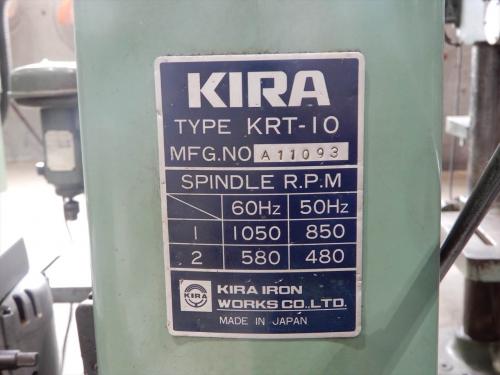 KIRA
TYPE KRT-10
MFG.NO A11093
SPINDLE R.P.M
60Hz 50Hz
1 1050 850
2 580 480
KIRA KIRA IRON
WORKS CO.LTD.
MADE IN JAPAN